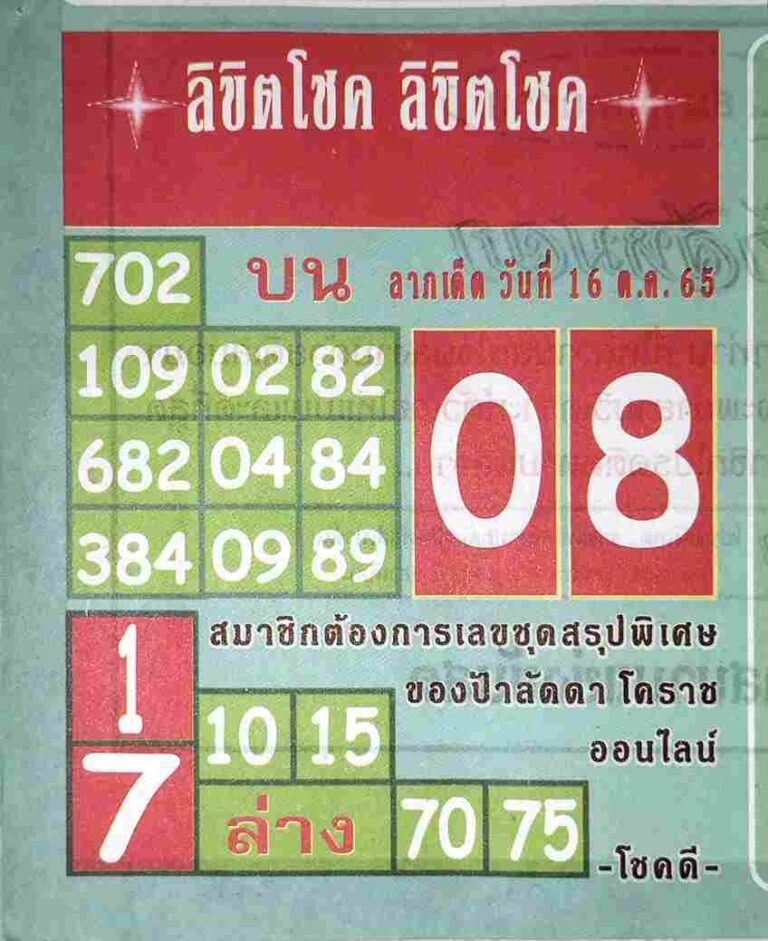 ลิขิตโชค ลิขิตโชค
702 บน ลาภเด็ด วันที่ 16 ต.ค. 65
109 02 82
682 04 84
384 09 89
0 8
สมาชิกต้องการเลขชุดสรุปพิเศษ
ของป้าลัดดา โคราช
ออนไลน์
1
10 15
7 ล่าง 70 75
-โชคดี-